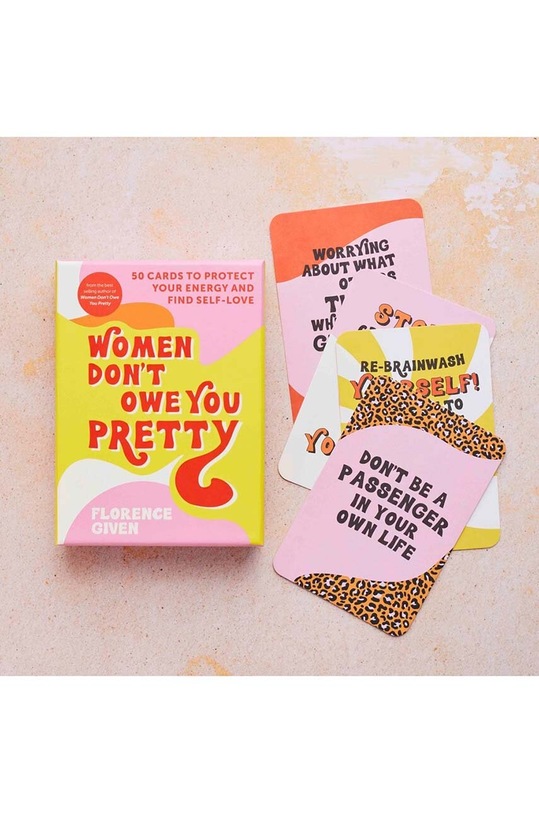 50 CARDS TO PROTECT
YOUR ENERGY AND
FIND SELF-LOVE
from the best
selling author of
Women Don't Owe
You Pretty
WOMEN
DON'T
OWE YOU
PRETTY
FLORENCE
GIVEN
WORRYING
ABOUT WHAT
RE-BRAINWASH
YOURSELF!
TO
DON'T BE A
PASSENGER
IN YOUR
OWN LIFE